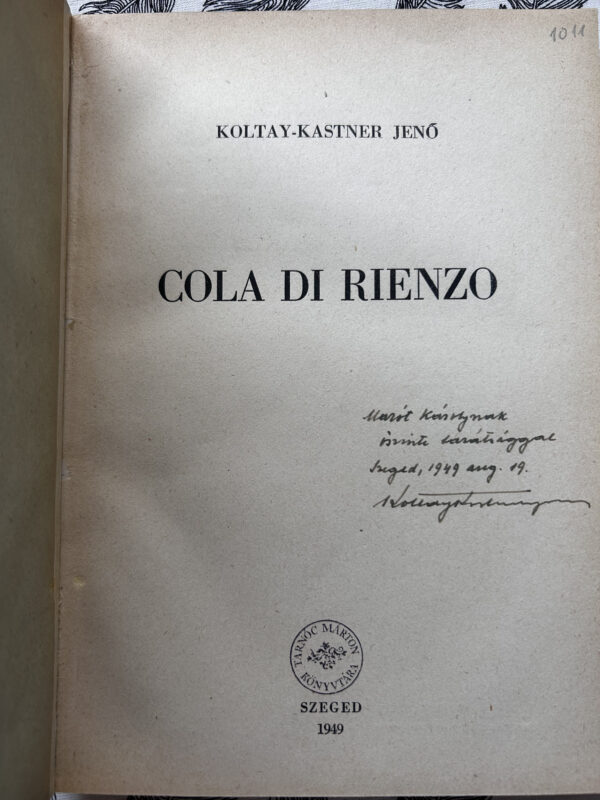 1011
KOLTAY-KASTNER JENŐ
COLA DI RIENZO
Marót Károlynak
őszinte barátsággal
Szeged, 1949 aug. 19.
TARNÓC MÁRTON KÖNYVTÁRA
SZEGED
1949